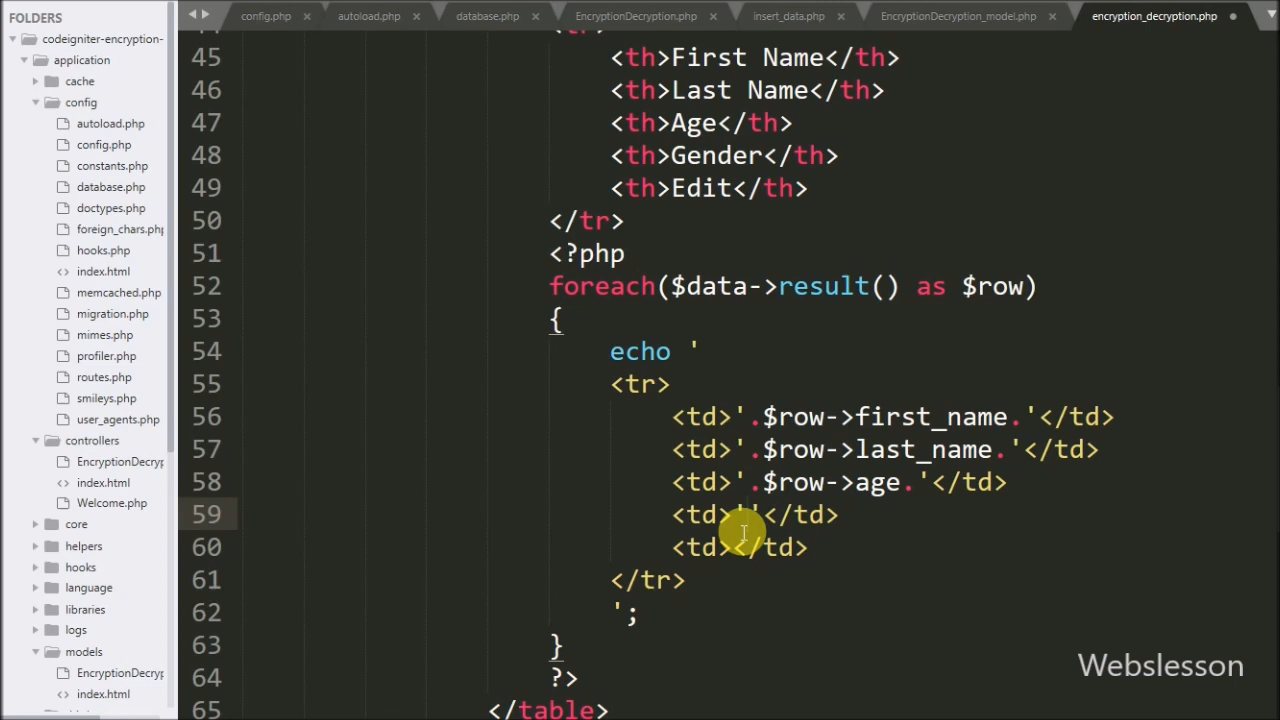 config.php × autoload.php × database.php × EncryptionDecryption.php × insert_data.php × EncryptionDecryption_model.php × encryption_decryption.php
FOLDERS
codeigniter-encryption-
application
cache
config
autoload.php
config.php
constants.php
database.php
doctypes.php
foreign_chars.php
hooks.php
index.html
memcached.php
migration.php
mimes.php
profiler.php
routes.php
smileys.php
user_agents.php
controllers
EncryptionDecry
index.html
Welcome.php
core
helpers
hooks
language
libraries
logs
models
EncryptionDecry
index.html
44 <tr>
45 <th>First Name</th>
46 <th>Last Name</th>
47 <th>Age</th>
48 <th>Gender</th>
49 <th>Edit</th>
50 </tr>
51 <?php
52 foreach($data->result() as $row)
53 {
54 echo '
55 <tr>
56 <td>'.$row->first_name.'</td>
57 <td>'.$row->last_name.'</td>
58 <td>'.$row->age.'</td>
59 <td>''</td>
60 <td></td>
61 </tr>
62 ';
63 }
64 ?>
65 </table>
Webslesson